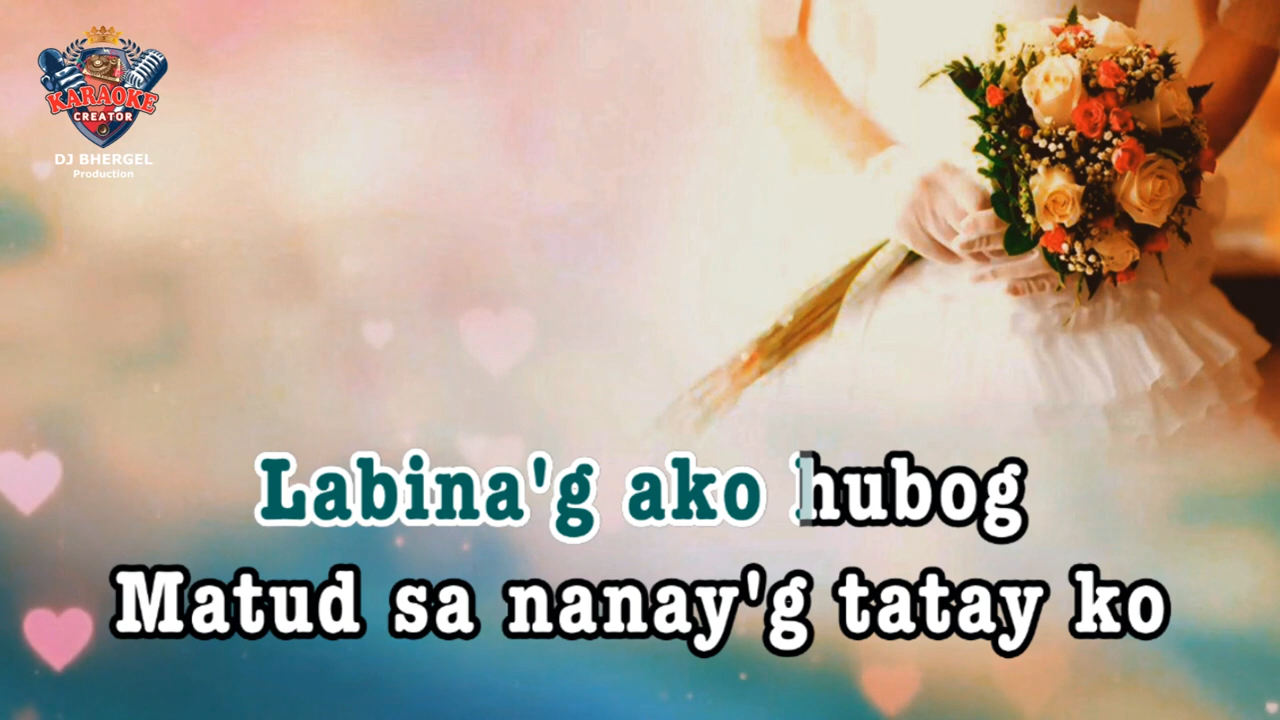 KARAOKE
CREATOR
DJ BHERGEL
Production
Labina'g ako hubog
Matud sa nanay'g tatay ko